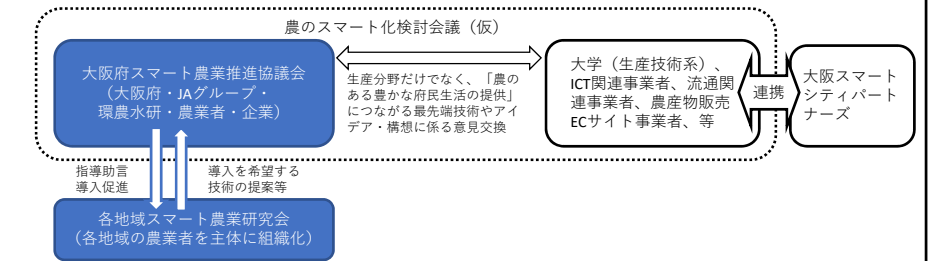 農のスマート化検討会議（仮）
大阪府スマート農業推進協議会
（大阪府・JAグループ・
環農水研・農業者・企業）
生産分野だけでなく、「農の
ある豊かな府民生活の提供」
につながる最先端技術やアイ
デア・構想に係る意見交換
大学（生産技術系）、
ICT関連事業者、流通関
連事業者、農産物販売
ECサイト事業者、等
連携
大阪スマート
シティパート
ナーズ
指導助言
導入促進
導入を希望する
技術の提案等
各地域スマート農業研究会
（各地域の農業者を主体に組織化）